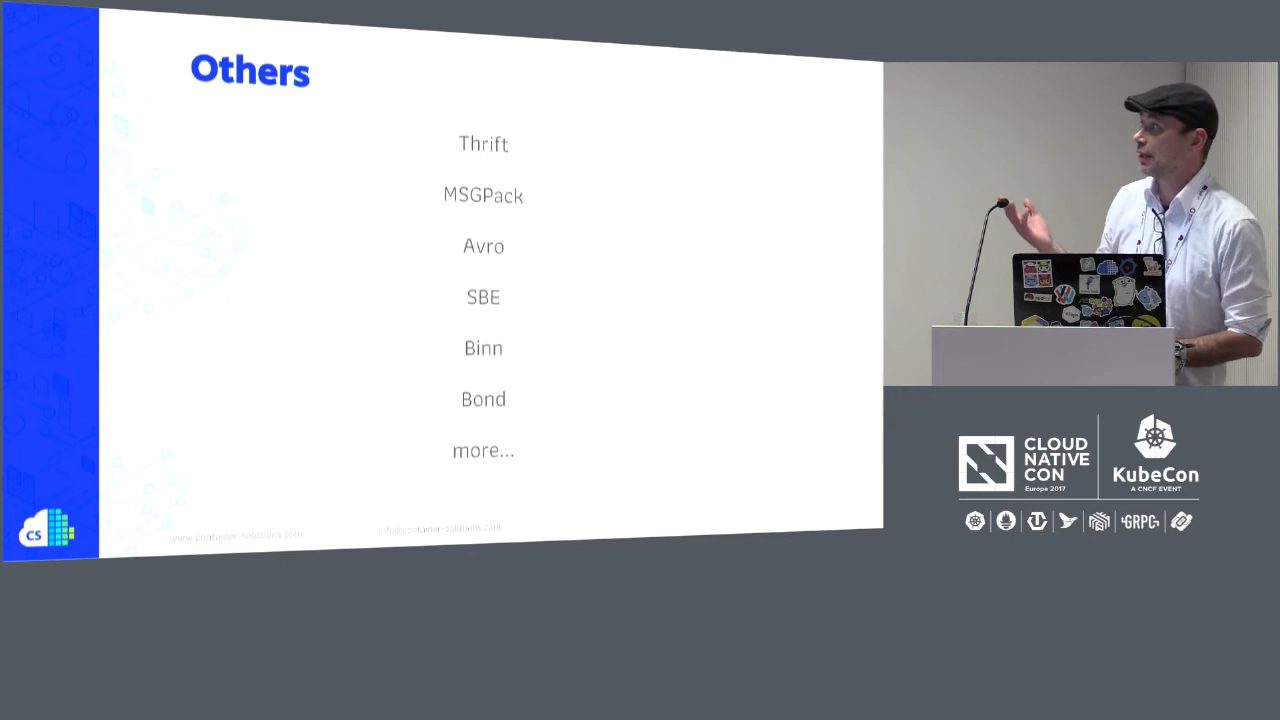 Others
Thrift
MSGPack
Avro
SBE
Binn
Bond
more...
www.container-solutions.com
info@container-solutions.com
CS
CLOUD
NATIVE
CON
Europe 2017
KubeCon
A CNCF EVENT
GRPC